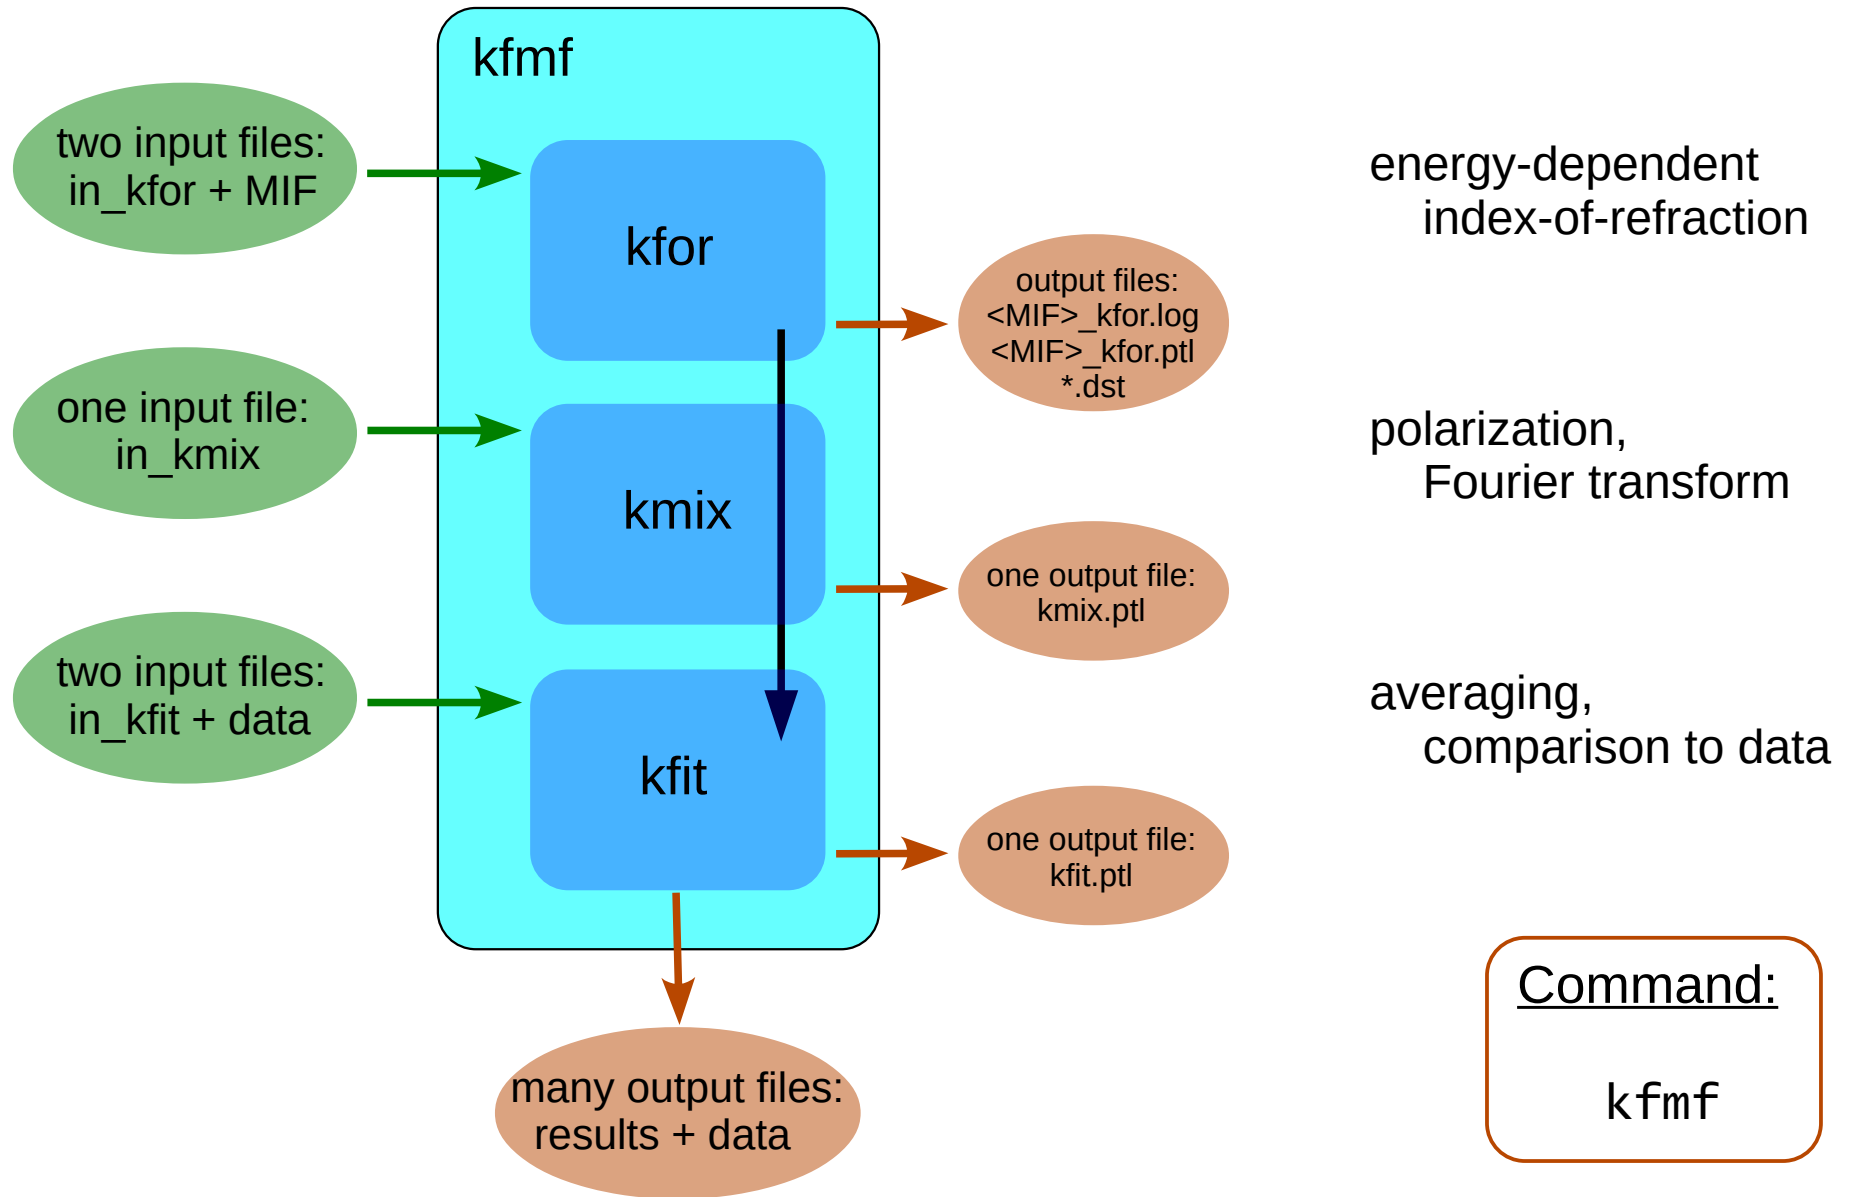 kfmf
two input files:
in_kfor + MIF
kfor
energy-dependent
index-of-refraction
output files:
<MIF>_kfor.log
<MIF>_kfor.ptl
*.dst
one input file:
in_kmix
kmix
polarization,
Fourier transform
one output file:
kmix.ptl
two input files:
in_kfit + data
kfit
averaging,
comparison to data
one output file:
kfit.ptl
many output files:
results + data
Command:
kfmf